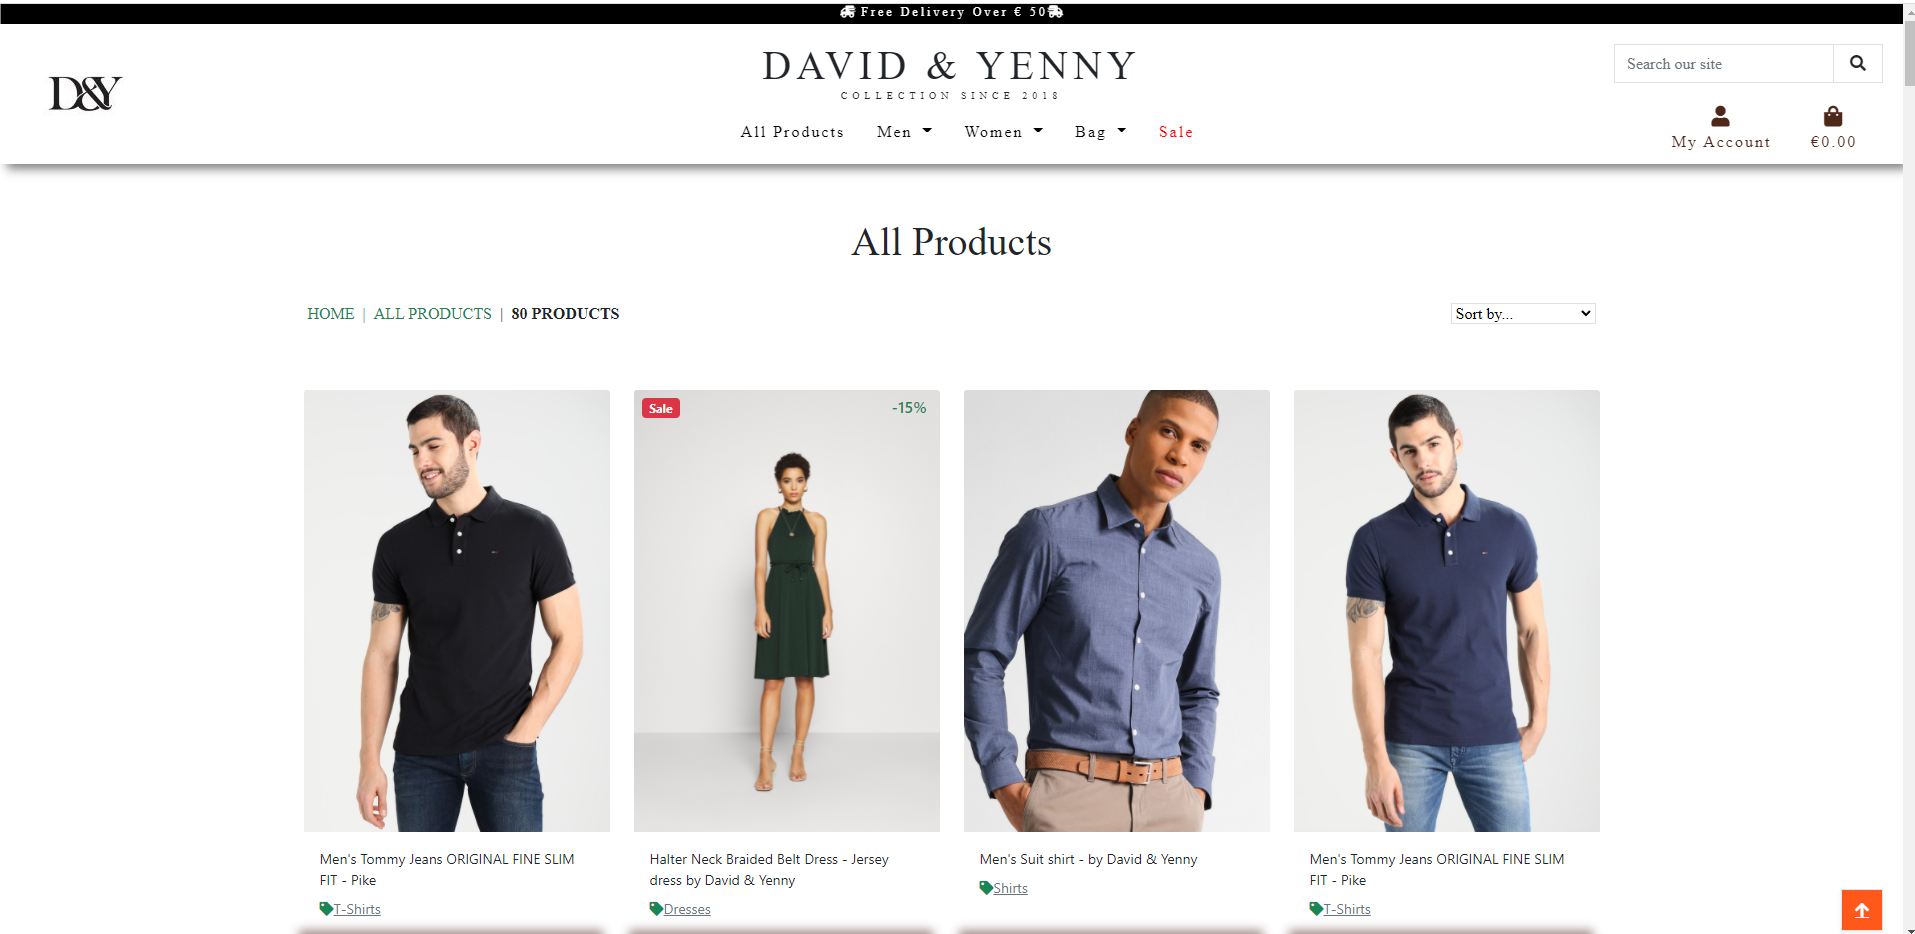 Free Delivery Over € 50
D&Y
DAVID & YENNY
COLLECTION SINCE 2018
Search our site
All Products
Men
Women
Bag
Sale
My Account
€0.00
All Products
HOME | ALL PRODUCTS | 80 PRODUCTS
Sort by...
Sale
-15%
Men's Tommy Jeans ORIGINAL FINE SLIM
FIT - Pike
T-Shirts
Halter Neck Braided Belt Dress - Jersey
dress by David & Yenny
Dresses
Men's Suit shirt - by David & Yenny
Shirts
Men's Tommy Jeans ORIGINAL FINE SLIM
FIT - Pike
T-Shirts